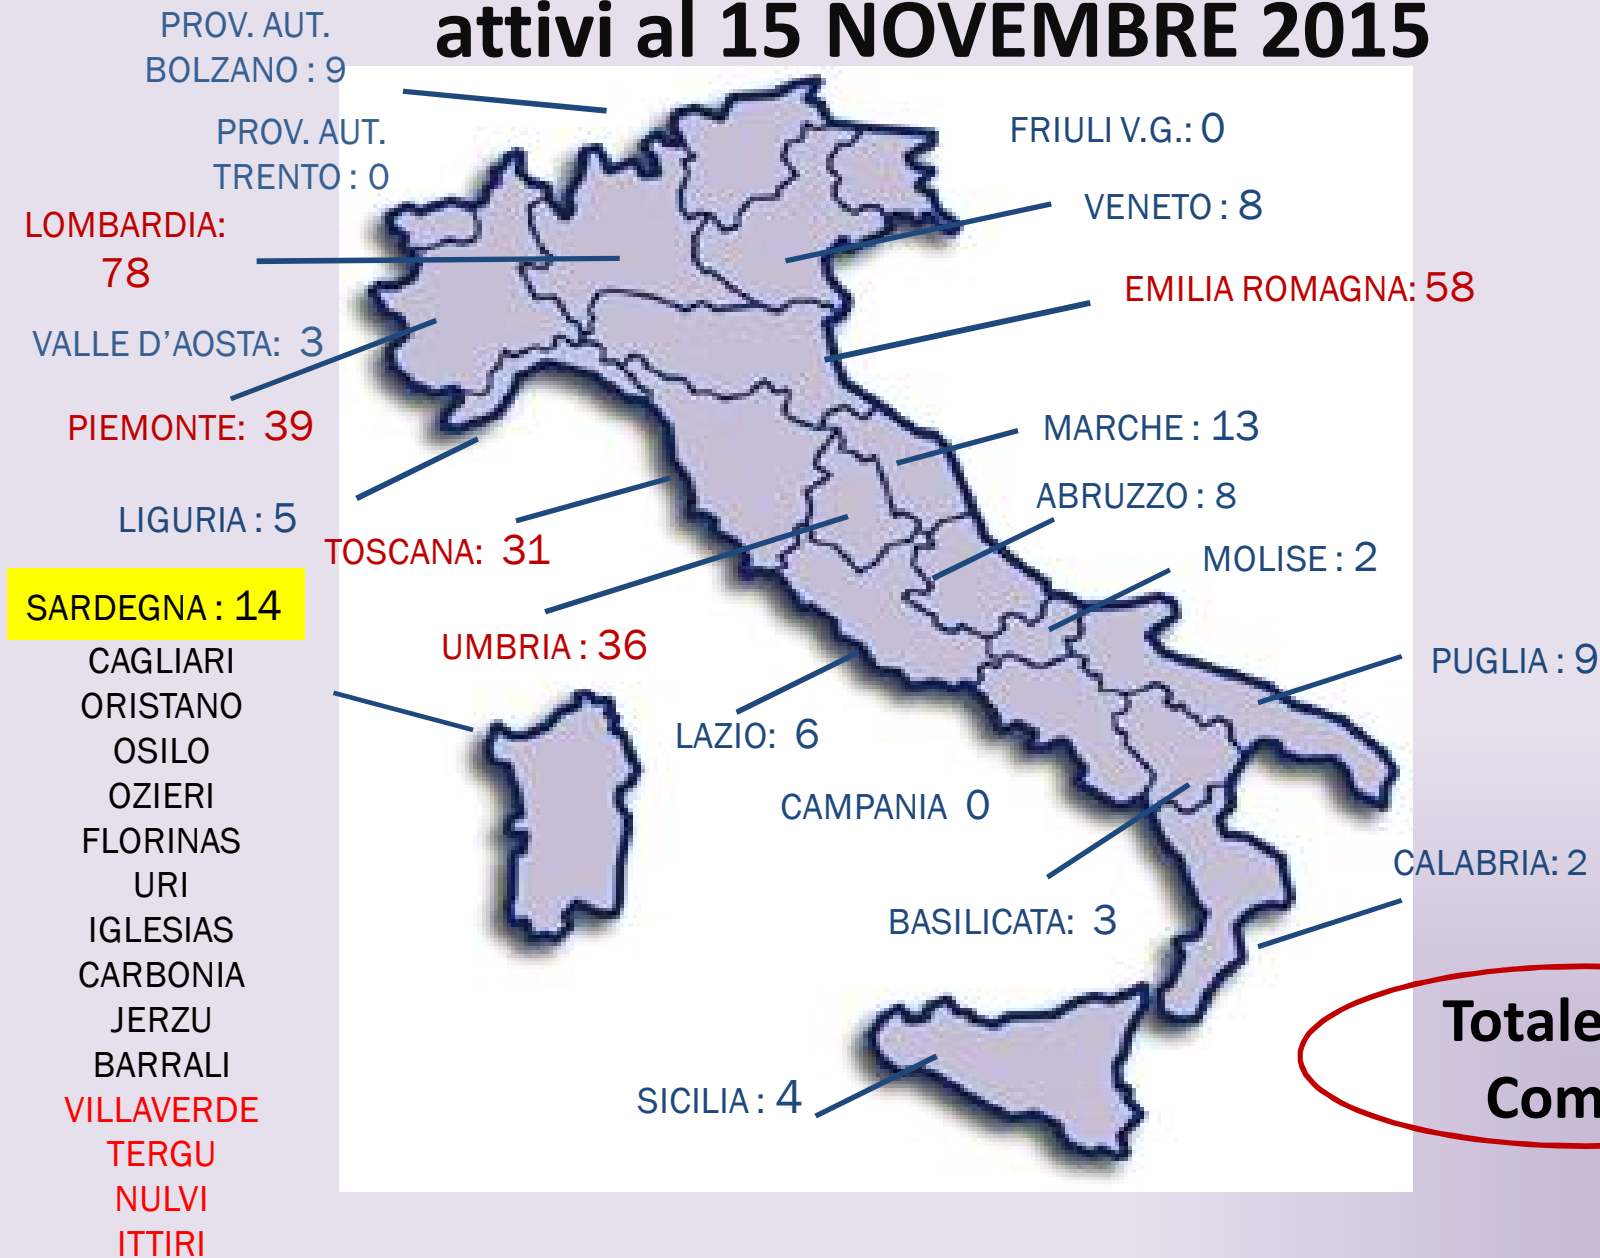 attivi al 15 NOVEMBRE 2015
PROV. AUT.
BOLZANO : 9
PROV. AUT.
TRENTO : 0
LOMBARDIA:
78
VALLE D’AOSTA: 3
PIEMONTE: 39
LIGURIA : 5
TOSCANA: 31
UMBRIA : 36
LAZIO: 6
CAMPANIA 0
BASILICATA: 3
SICILIA : 4
FRIULI V.G.: 0
VENETO : 8
EMILIA ROMAGNA: 58
MARCHE : 13
ABRUZZO : 8
MOLISE : 2
PUGLIA : 9
CALABRIA: 2
SARDEGNA : 14
CAGLIARI
ORISTANO
OSILO
OZIERI
FLORINAS
URI
IGLESIAS
CARBONIA
JERZU
BARRALI
VILLAVERDE
TERGU
NULVI
ITTIRI
Totale
Com